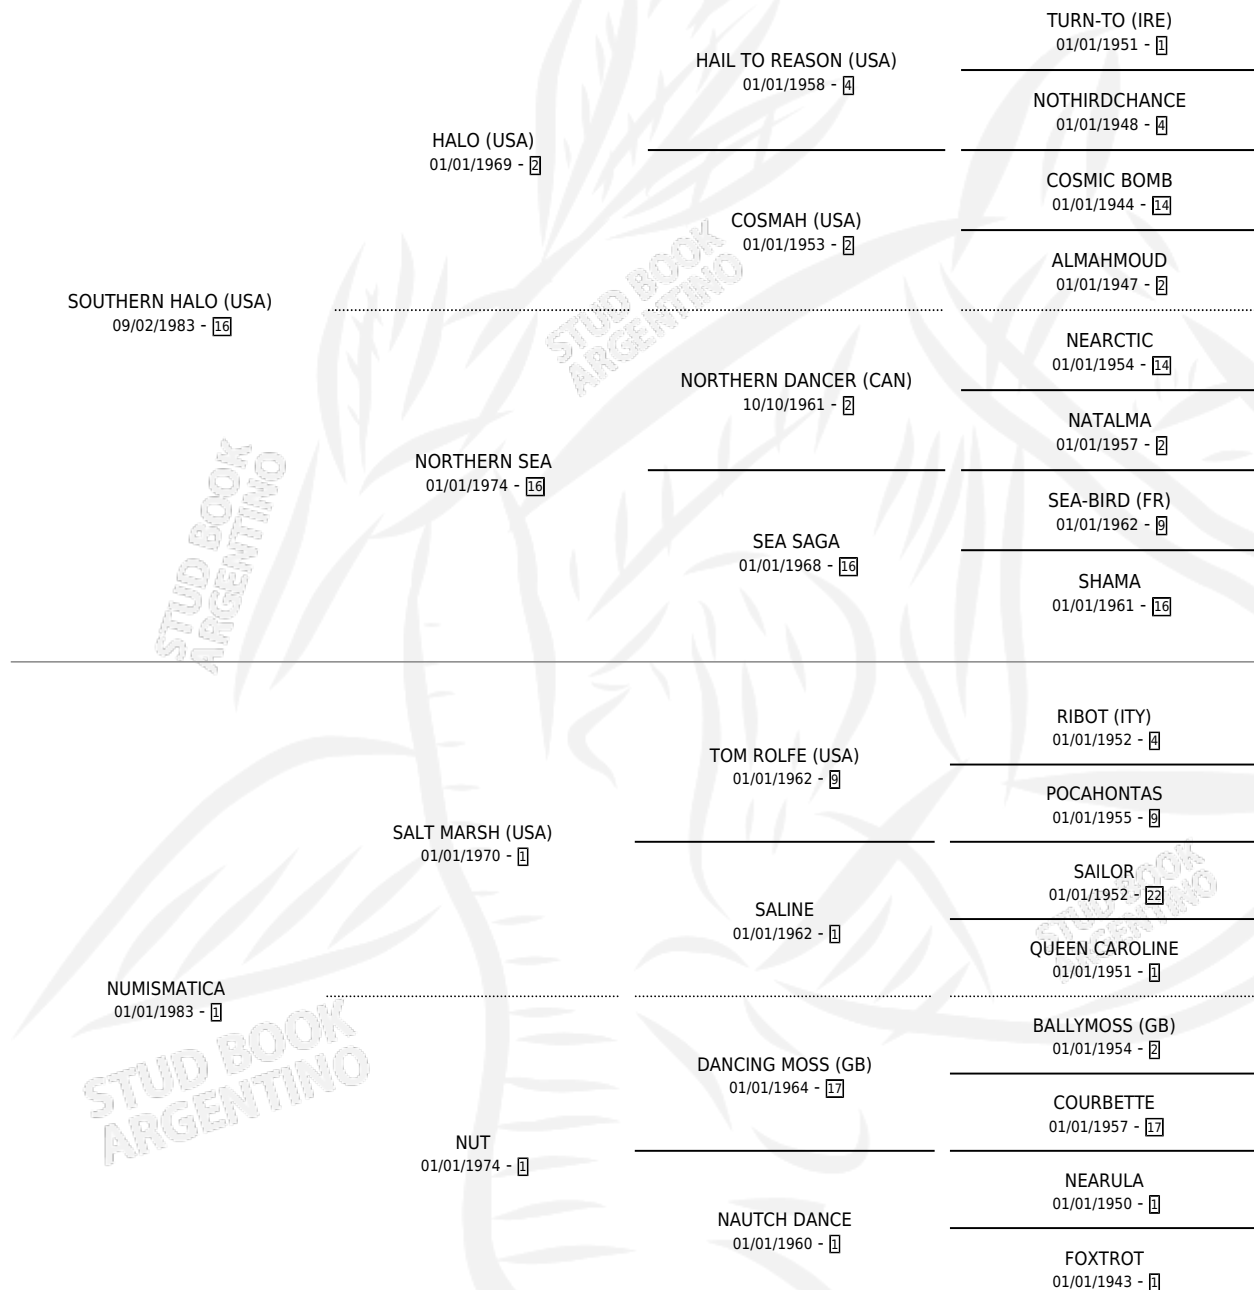 TURN-TO (IRE)
01/01/1951 - 1
HAIL TO REASON (USA)
01/01/1958 - 4
NOTHIRDCHANCE
01/01/1948 - 4
HALO (USA)
01/01/1969 - 2
COSMIC BOMB
01/01/1944 - 14
COSMAH (USA)
01/01/1953 - 2
ALMAHMOUD
01/01/1947 - 2
SOUTHERN HALO (USA)
09/02/1983 - 16
STUD BOOK
ARGENTINO
NEARCTIC
01/01/1954 - 14
NORTHERN DANCER (CAN)
10/10/1961 - 2
NATALMA
01/01/1957 - 2
NORTHERN SEA
01/01/1974 - 16
SEA-BIRD (FR)
01/01/1962 - 9
SEA SAGA
01/01/1968 - 16
SHAMA
01/01/1961 - 16
STUD BOOK
ARGENTINO
RIBOT (ITY)
01/01/1952 - 4
TOM ROLFE (USA)
01/01/1962 - 9
POCAHONTAS
01/01/1955 - 9
SALT MARSH (USA)
01/01/1970 - 1
SAILOR
01/01/1952 - 22
SALINE
01/01/1962 - 1
STUD BOOK
ARGENTINO
QUEEN CAROLINE
01/01/1951 - 1
NUMISMATICA
01/01/1983 - 1
BALLYMOSS (GB)
01/01/1954 - 2
DANCING MOSS (GB)
01/01/1964 - 17
COURBETTE
01/01/1957 - 17
STUD BOOK
ARGENTINO
NUT
01/01/1974 - 1
NEARULA
01/01/1950 - 1
NAUTCH DANCE
01/01/1960 - 1
FOXTROT
01/01/1943 - 1